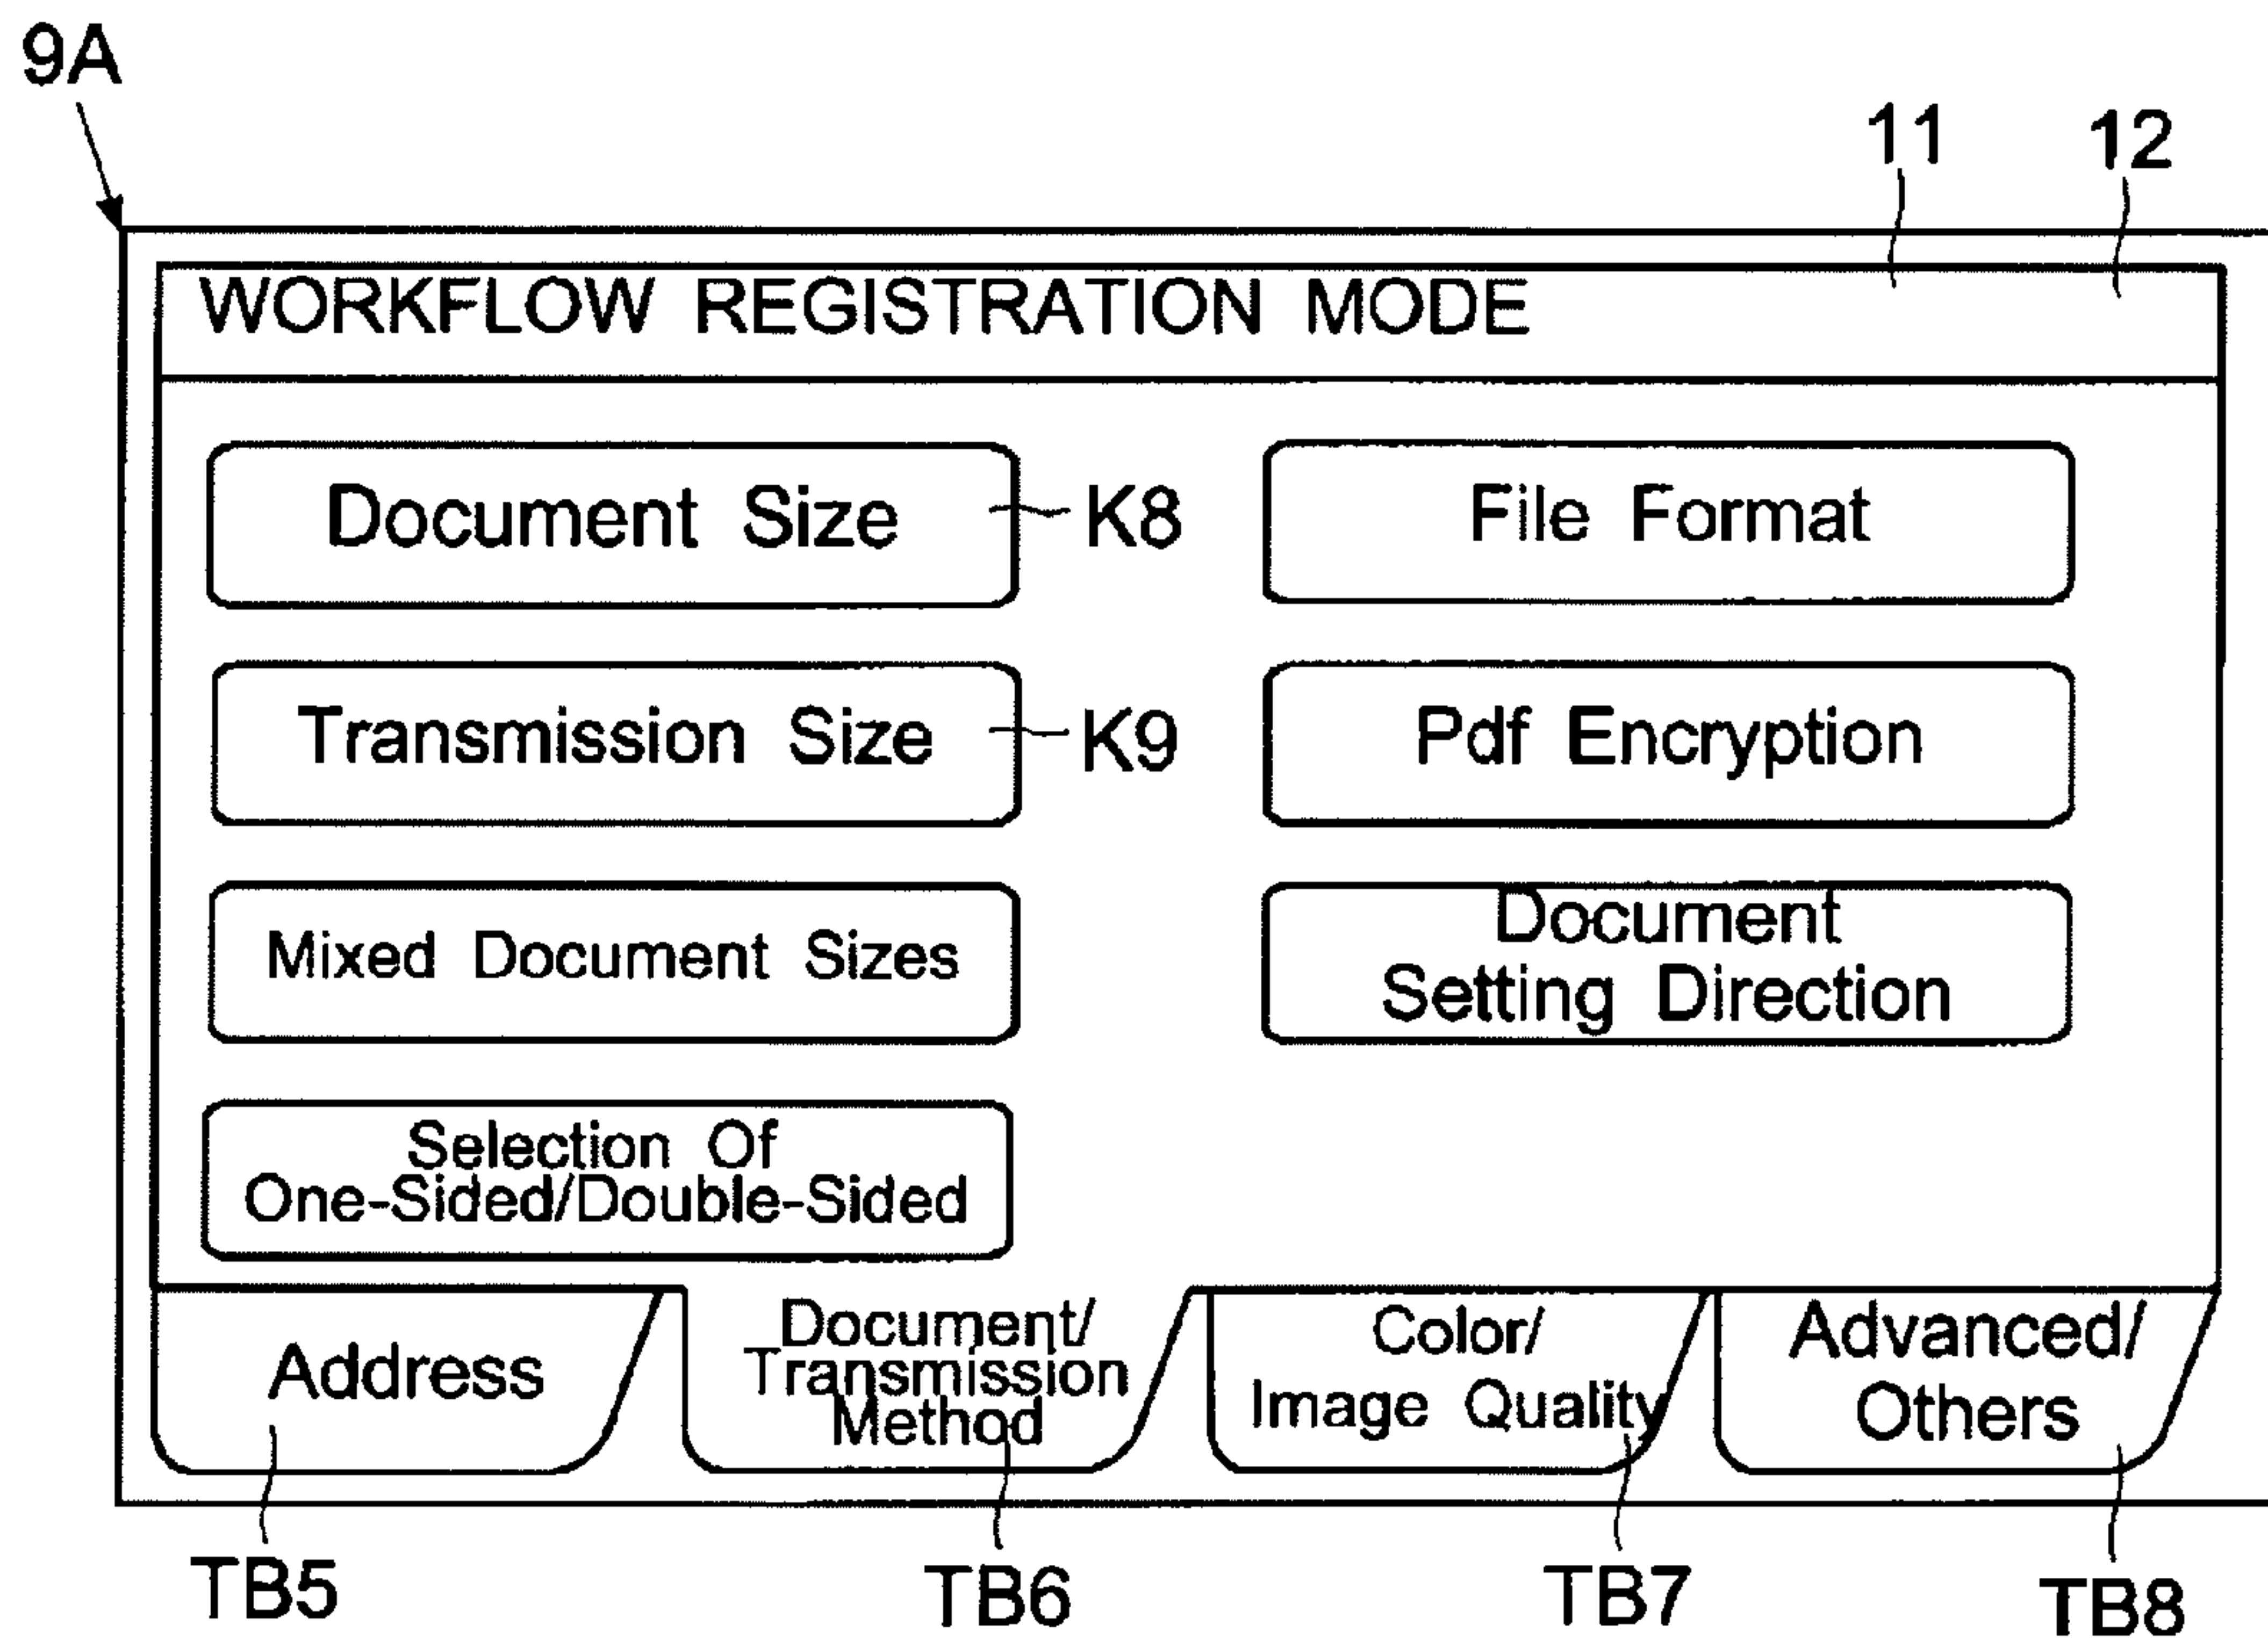 9A
11
12
WORKFLOW REGISTRATION MODE
Document Size
K8
File Format
Transmission Size
K9
Pdf Encryption
Mixed Document Sizes
Document
Setting Direction
Selection Of
One-Sided/Double-Sided
Address
Document/
Transmission
Method
Color/
Image Quality
Advanced/
Others
TB5
TB6
TB7
TB8